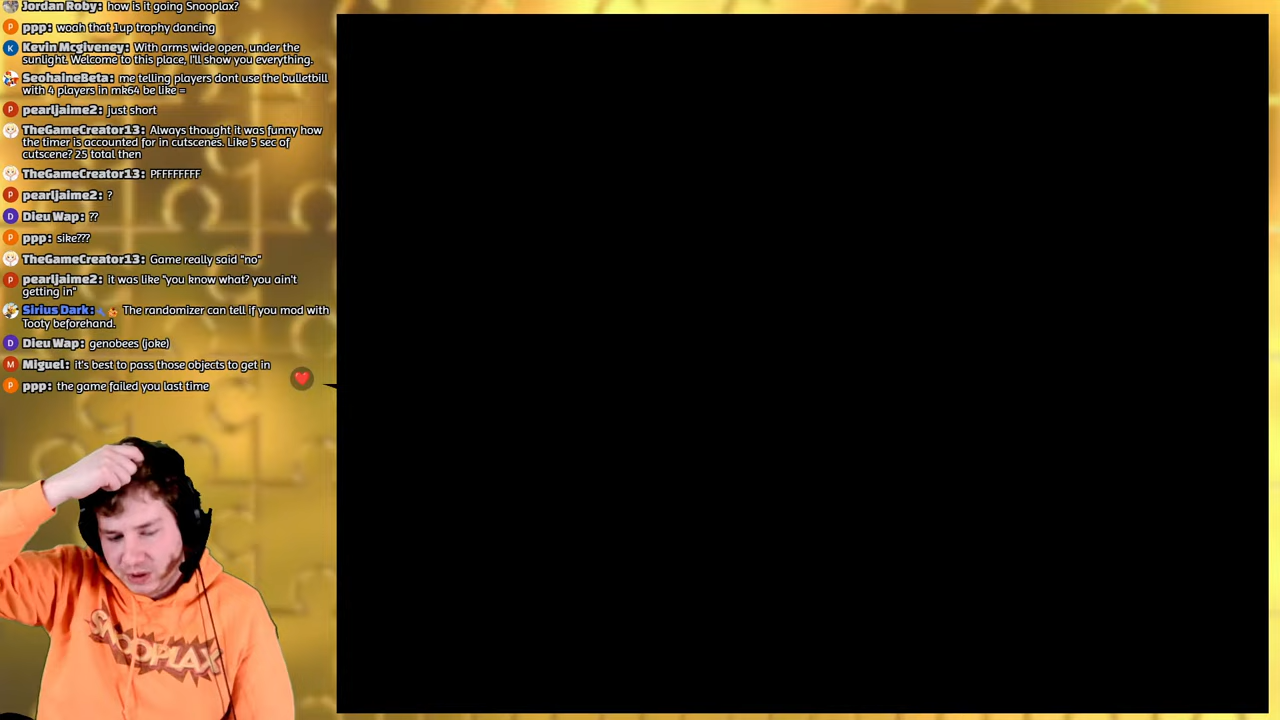 Jordan Roby: how is it going Snooplax?
P ppp: woah that 1up trophy dancing
K Kevin Mcgiveney: With arms wide open, under the
sunlight. Welcome to this place, I'll show you everything.
SeohaineBeta: me telling players dont use the bulletbill
with 4 players in mk64 be like =
P pearljaime2: just short
TheGameCreator13: Always thought it was funny how
the timer is accounted for in cutscenes. Like 5 sec of
cutscene? 25 total then
TheGameCreator13: PFFFFFFFF
P pearljaime2: ?
D Dieu Wap: ??
P ppp: sike???
TheGameCreator13: Game really said "no"
P pearljaime2: it was like "you know what? you ain't
getting in"
Sirius Dark: The randomizer can tell if you mod with
Tooty beforehand.
D Dieu Wap: genobees (joke)
M Miguel: it's best to pass those objects to get in
P ppp: the game failed you last time
SNOOPLAX